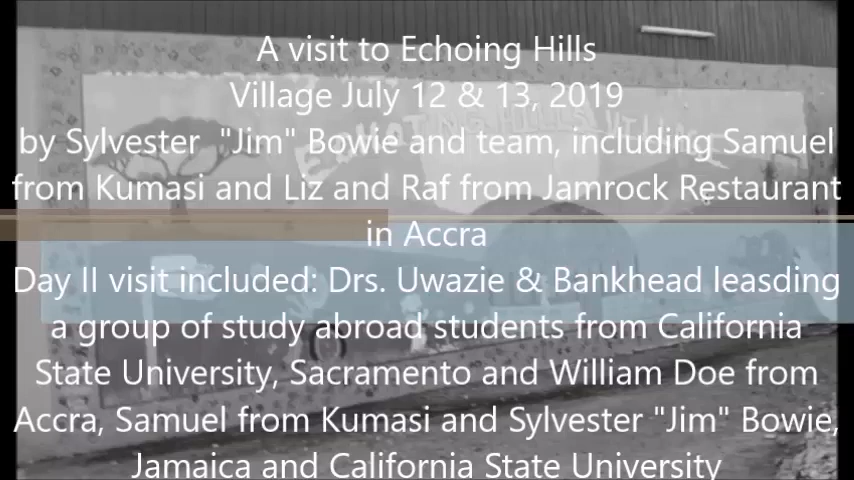 A visit to Echoing Hills
Village July 12 & 13, 2019
by Sylvester "Jim" Bowie and team, including Samuel
from Kumasi and Liz and Raf from Jamrock Restaurant
in Accra
Day II visit included: Drs. Uwazie & Bankhead leasding
a group of study abroad students from California
State University, Sacramento and William Doe from
Accra, Samuel from Kumasi and Sylvester "Jim" Bowie,
Jamaica and California State University
ECHOING HILLS VILLAGE